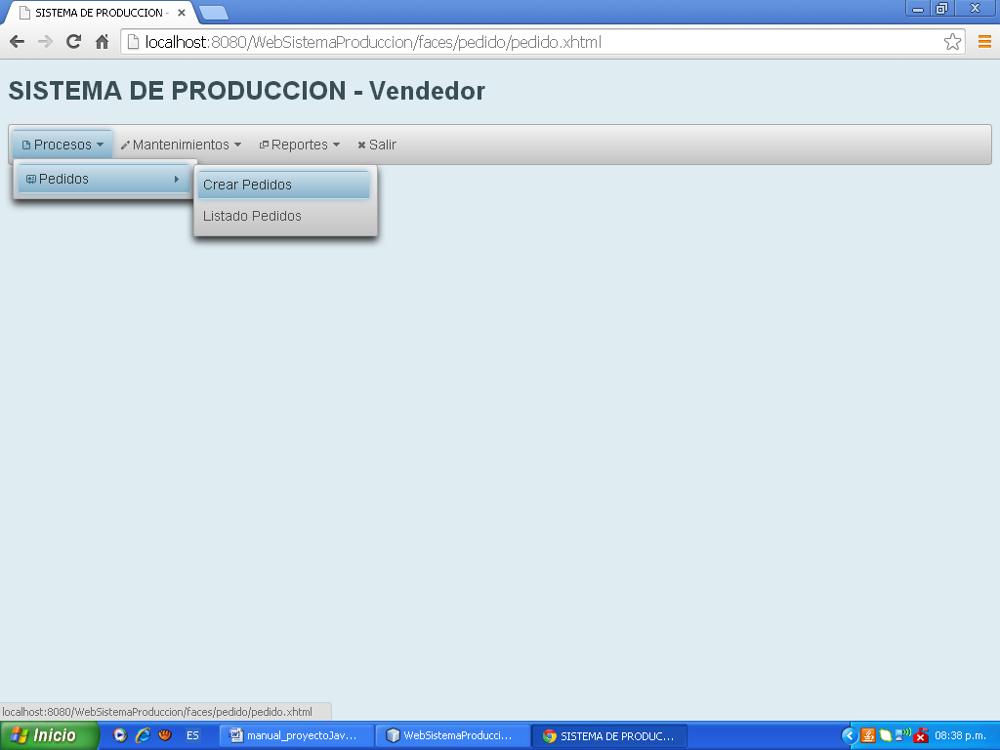 SISTEMA DE PRODUCCION -
localhost:8080/WebSistemaProduccion/faces/pedido/pedido.xhtml
SISTEMA DE PRODUCCION - Vendedor
Procesos Mantenimientos Reportes Salir
Pedidos
Crear Pedidos
Listado Pedidos
localhost:8080/WebSistemaProduccion/faces/pedido/pedido.xhtml
Inicio ES manual_proyectoJav... WebSistemaProducci... SISTEMA DE PRODUC... 08:38 p.m.